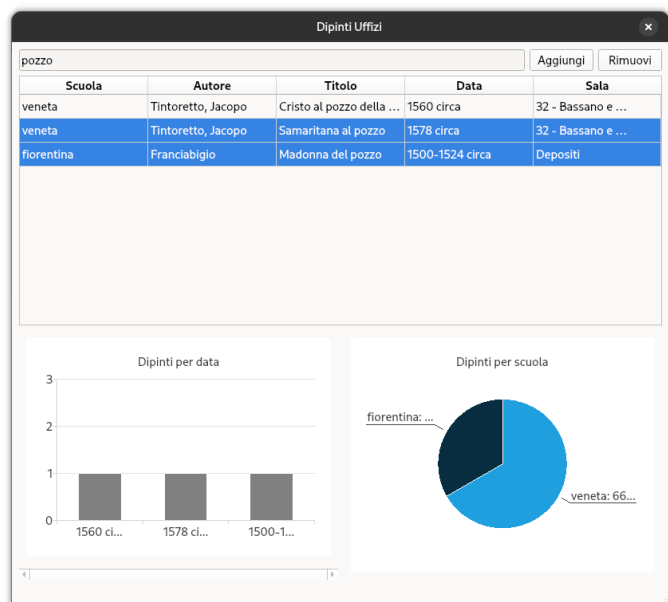 Dipinti Uffizi
pozzo Aggiungi Rimuovi
Scuola Autore Titolo Data Sala
veneta Tintoretto, Jacopo Cristo al pozzo della ... 1560 circa 32 - Bassano e ...
veneta Tintoretto, Jacopo Samaritana al pozzo 1578 circa 32 - Bassano e ...
fiorentina Franciabigio Madonna del pozzo 1500-1524 circa Depositi
Dipinti per data
3
2
1
0
1560 ci... 1578 c... 1500-1...
Dipinti per scuola
fiorentina: ...
veneta: 66...